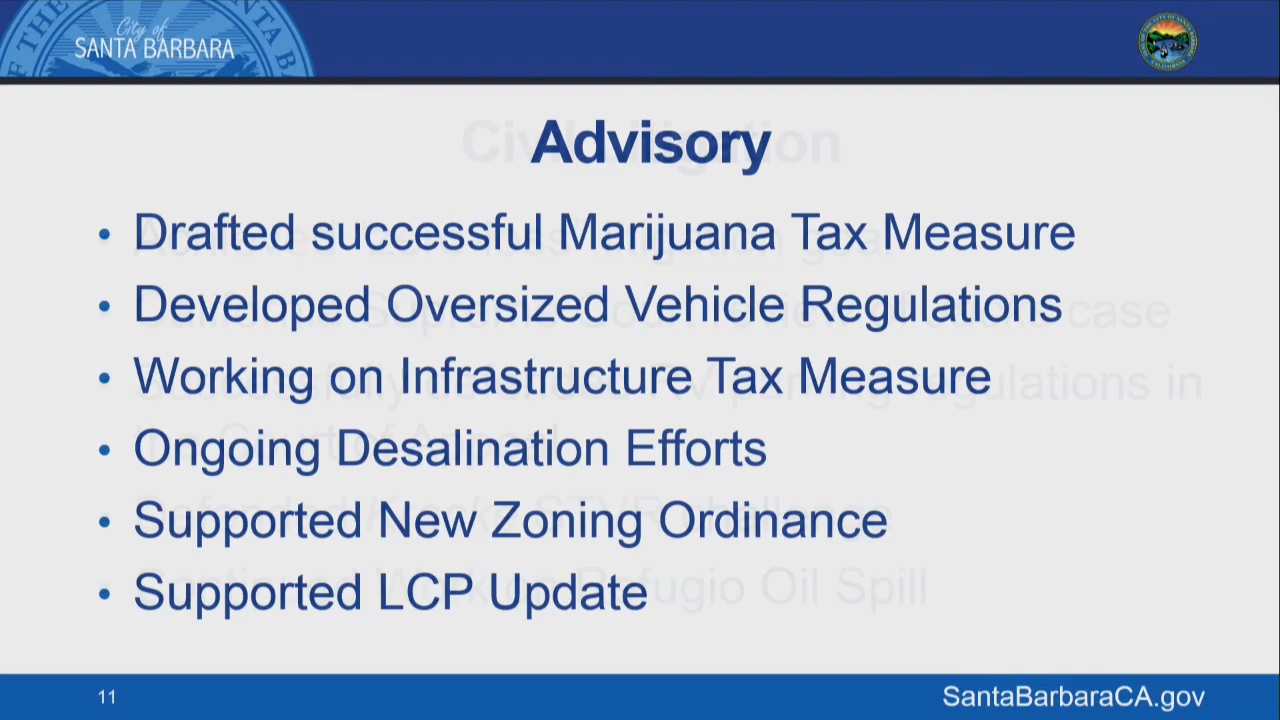 City of
SANTA BARBARA
Advisory
• Drafted successful Marijuana Tax Measure
• Developed Oversized Vehicle Regulations
• Working on Infrastructure Tax Measure
• Ongoing Desalination Efforts
• Supported New Zoning Ordinance
• Supported LCP Update
11
SantaBarbaraCA.gov